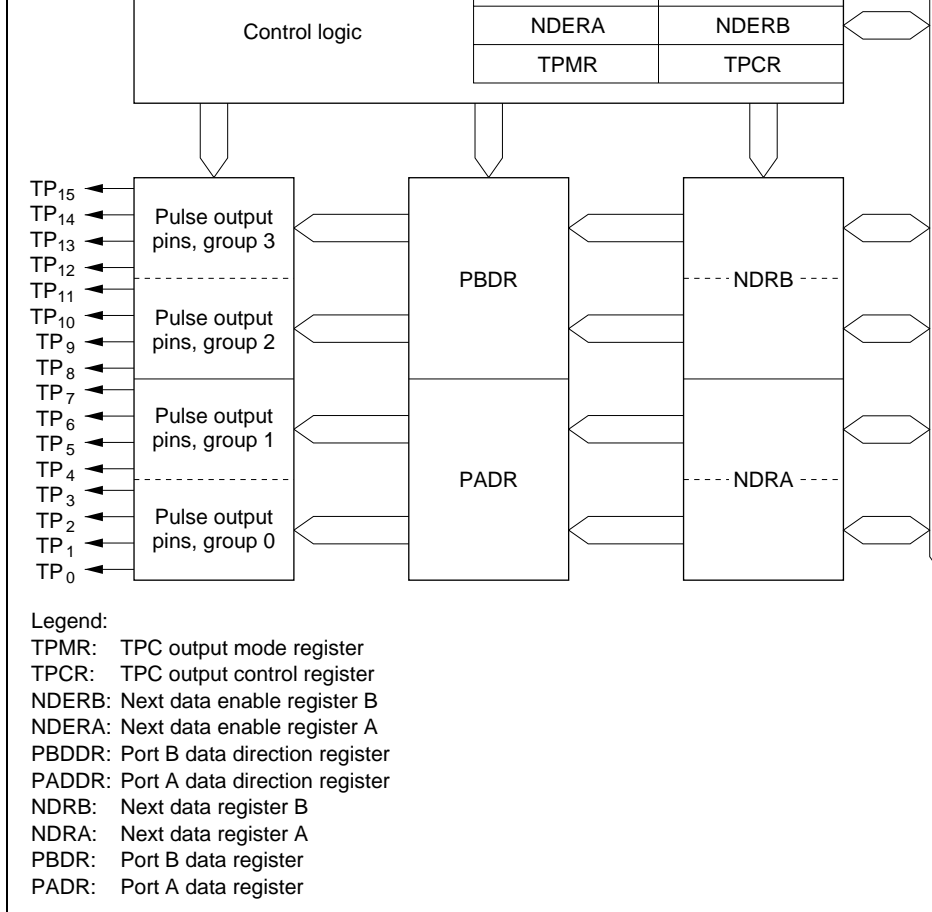 Control logic
NDERA NDERB
TPMR TPCR
TP15
TP14
TP13
TP12
TP11
TP10
TP9
TP8
TP7
TP6
TP5
TP4
TP3
TP2
TP1
TP0
Pulse output
pins, group 3
Pulse output
pins, group 2
Pulse output
pins, group 1
Pulse output
pins, group 0
PBDR
PADR
NDRB
NDRA
Legend:
TPMR: TPC output mode register
TPCR: TPC output control register
NDERB: Next data enable register B
NDERA: Next data enable register A
PBDDR: Port B data direction register
PADDR: Port A data direction register
NDRB: Next data register B
NDRA: Next data register A
PBDR: Port B data register
PADR: Port A data register